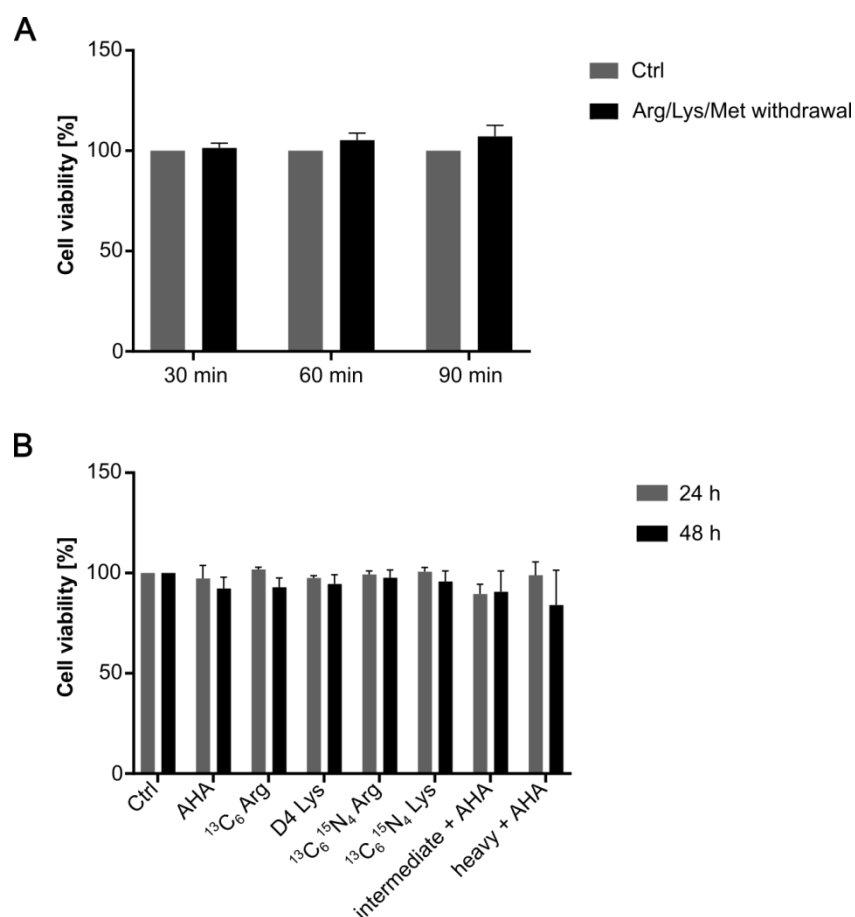 A
Cell viability [%]
150
100
50
0
30 min
60 min
90 min
Ctrl
Arg/Lys/Met withdrawal
B
Cell viability [%]
150
100
50
0
Ctrl
AHA
¹³C₆ Arg
D4 Lys
¹³C₆ ¹⁵N₄ Arg
¹³C₆ ¹⁵N₄ Lys
intermediate + AHA
heavy + AHA
24 h
48 h